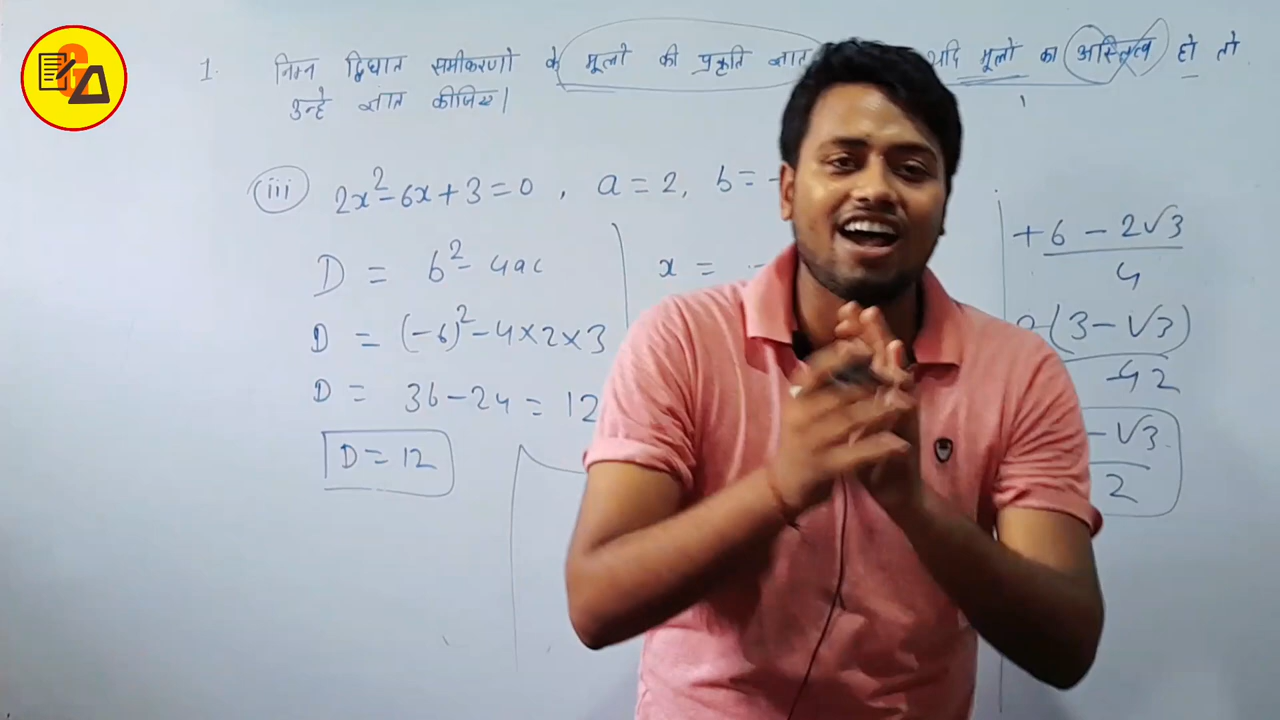 1. निम्न द्विघात समीकरणो के मूलो की प्रकृति ज्ञात यदि मूलो का अस्तित्व हो तो
उन्हे ज्ञात कीजिए।
(iii) 2x² - 6x + 3 = 0 , a = 2, b = -
D = b² - 4ac
D = (-6)² - 4×2×3
D = 36 - 24 = 12
D = 12
x = -
+6 - 2√3
4
(3 - √3)
42
- √3
2